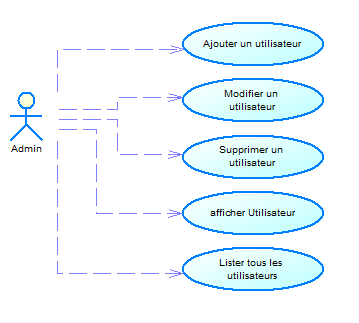 Ajouter un utilisateur
Modifier un
utilisateur
Admin
Supprimer un
utilisateur
afficher Utilisateur
Lister tous les
utilisateurs